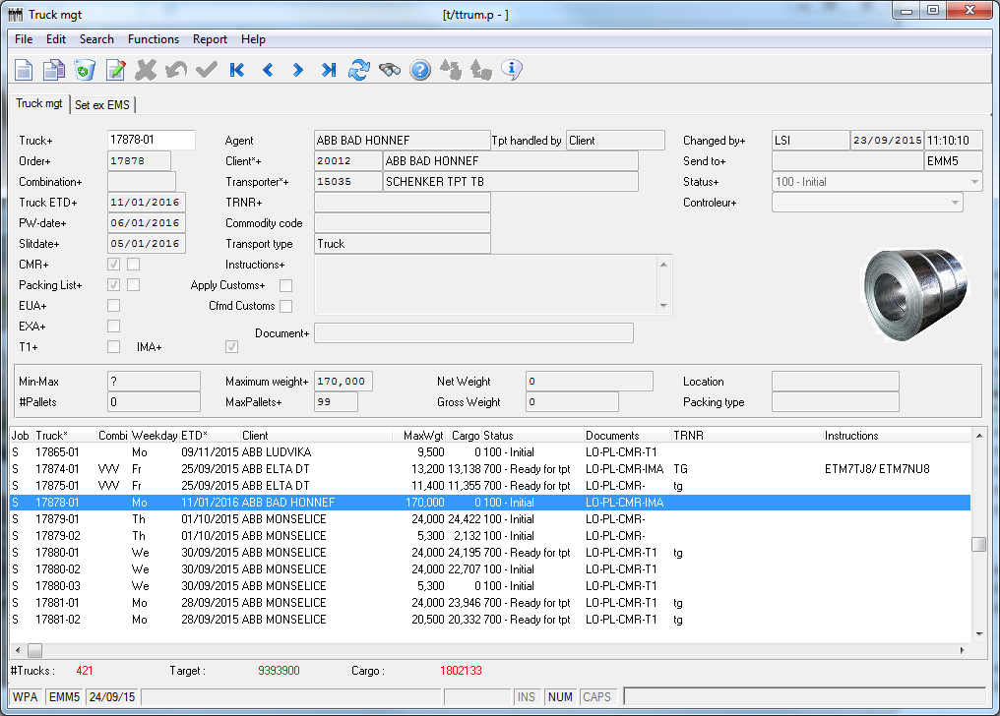 Truck mgt [t/ttrum.p - ]
File Edit Search Functions Report Help
Truck mgt Set ex EMS
Truck+ 17878-01 Agent ABB BAD HONNEF Tpt handled by Client Changed by+ LSI 23/09/2015 11:10:10
Order+ 17878 Client*+ 20012 ABB BAD HONNEF Send to+ EMM5
Combination+ Transporter*+ 15035 SCHENKER TPT TB Status+ 100 - Initial
Truck ETD+ 11/01/2016 TRNR+ Controleur+
PW-date+ 06/01/2016 Commodity code
Slitdate+ 05/01/2016 Transport type Truck
CMR+ Instructions+
Packing List+ Apply Customs+
EUA+ Cfmd Customs
EXA+ Document+
T1+ IMA+
Min-Max ? Maximum weight+ 170,000 Net Weight 0 Location
#Pallets 0 MaxPallets+ 99 Gross Weight 0 Packing type
Job Truck* Combi Weekday ETD* Client MaxWgt Cargo Status Documents TRNR Instructions
S 17865-01 Mo 09/11/2015 ABB LUDVIKA 9,500 0 100 - Initial LO-PL-CMR-T1
S 17874-01 VVV Fr 25/09/2015 ABB ELTA DT 13,200 13,138 700 - Ready for tpt LO-PL-CMR-IMA TG ETM7TJ8/ ETM7NU8
S 17875-01 VVV Fr 25/09/2015 ABB ELTA DT 11,400 11,355 700 - Ready for tpt LO-PL-CMR- tg
S 17878-01 Mo 11/01/2016 ABB BAD HONNEF 170,000 0 100 - Initial LO-PL-CMR-IMA
S 17879-01 Th 01/10/2015 ABB MONSELICE 24,000 24,422 100 - Initial LO-PL-CMR-
S 17879-02 Th 01/10/2015 ABB MONSELICE 5,300 2,132 100 - Initial LO-PL-CMR-
S 17880-01 We 30/09/2015 ABB MONSELICE 24,000 24,195 700 - Ready for tpt LO-PL-CMR-T1 tg
S 17880-02 We 30/09/2015 ABB MONSELICE 24,000 22,707 100 - Initial LO-PL-CMR-T1
S 17880-03 We 30/09/2015 ABB MONSELICE 5,300 0 100 - Initial LO-PL-CMR-T1
S 17881-01 Mo 28/09/2015 ABB MONSELICE 24,000 23,946 700 - Ready for tpt LO-PL-CMR-T1 tg
S 17881-02 Mo 28/09/2015 ABB MONSELICE 20,500 20,332 700 - Ready for tpt LO-PL-CMR-T1 tg
#Trucks : 421 Target : 9393900 Cargo : 1802133
WPA EMM5 24/09/15 INS NUM CAPS